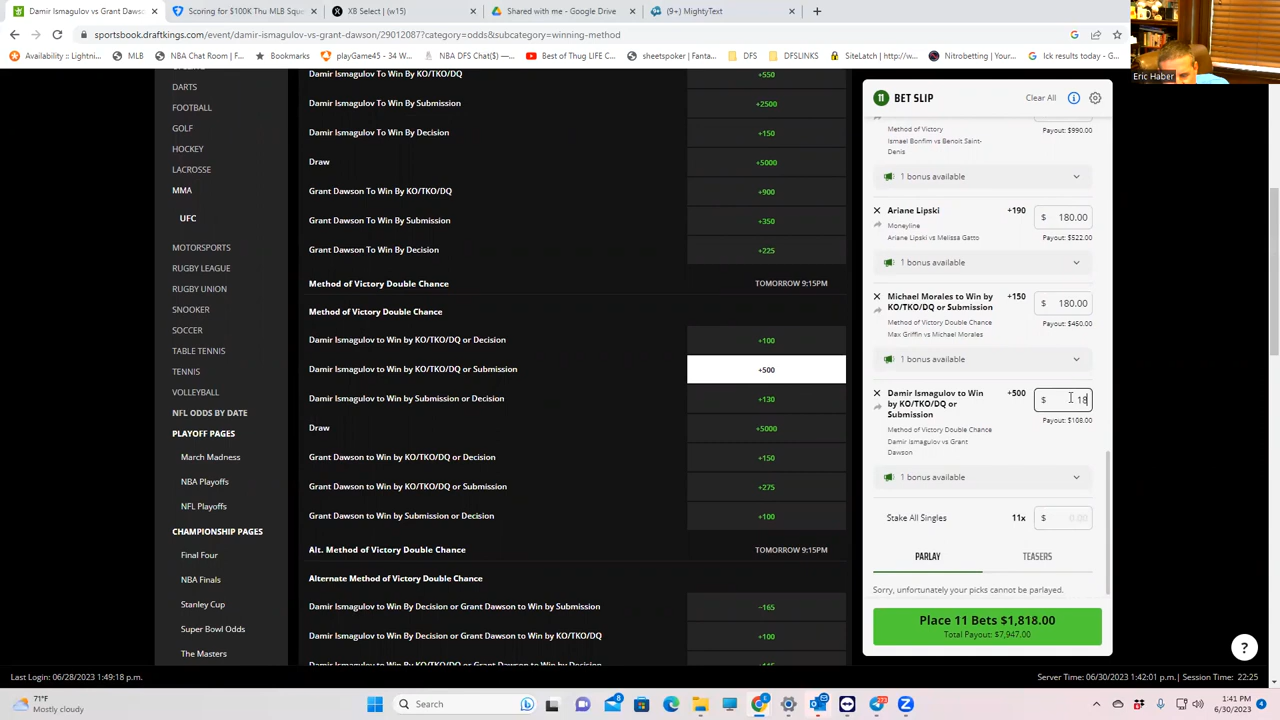 Damir Ismagulov vs Grant Daws
Scoring for $100K Thu MLB Squ
XB Select | (w15)
Shared with me - Google Drive
(9+) MightyText
sportsbook.draftkings.com/event/damir-ismagulov-vs-grant-dawson/29012087?category=odds&subcategory=winning-method
Availability :: Love...
MLB
NBA Chat Room | F...
Bookmarks
playGame45 - www....
NBA DFS Chat(S) —...
Best of Thug LIFE C...
sheetspoker | Panta...
DFS
DFSLINKS
SiteLatch | http://w...
Nitrobetting | Your...
lck results today - G...
Eric Haber
DARTS
FOOTBALL
GOLF
HOCKEY
LACROSSE
MMA
UFC
MOTORSPORTS
RUGBY LEAGUE
RUGBY UNION
SNOOKER
SOCCER
TABLE TENNIS
TENNIS
VOLLEYBALL
NFL ODDS BY DATE
PLAYOFF PAGES
March Madness
NBA Playoffs
NFL Playoffs
CHAMPIONSHIP PAGES
Final Four
NBA Finals
Stanley Cup
Super Bowl Odds
The Masters
Damir Ismagulov To Win By KO/TKO/DQ +550
Damir Ismagulov To Win By Submission +2500
Damir Ismagulov To Win By Decision +150
Draw +5000
Grant Dawson To Win By KO/TKO/DQ +900
Grant Dawson To Win By Submission +350
Grant Dawson To Win By Decision +225
Method of Victory Double Chance TOMORROW 9:15PM
Method of Victory Double Chance
Damir Ismagulov to Win by KO/TKO/DQ or Decision +100
Damir Ismagulov to Win by KO/TKO/DQ or Submission +500
Damir Ismagulov to Win by Submission or Decision +130
Draw +5000
Grant Dawson to Win by KO/TKO/DQ or Decision +150
Grant Dawson to Win by KO/TKO/DQ or Submission +275
Grant Dawson to Win by Submission or Decision +100
Alt. Method of Victory Double Chance TOMORROW 9:15PM
Alternate Method of Victory Double Chance
Damir Ismagulov to Win By Decision or Grant Dawson to Win by Submission −165
Damir Ismagulov to Win By Decision or Grant Dawson to Win by KO/TKO/DQ +100
11 BET SLIP Clear All
Payout: $990.00
Method of Victory
Ismael Bonfim vs Benoit Saint-
Denis
1 bonus available
Ariane Lipski +190 $ 180.00
Moneyline
Ariane Lipski vs Melissa Gatto Payout: $522.00
1 bonus available
Michael Morales to Win by +150 $ 180.00
KO/TKO/DQ or Submission
Method of Victory Double Chance Payout: $450.00
Max Griffin vs Michael Morales
1 bonus available
Damir Ismagulov to Win +500 $ 18
by KO/TKO/DQ or
Submission Payout: $108.00
Method of Victory Double Chance
Damir Ismagulov vs Grant
Dawson
1 bonus available
Stake All Singles 11x $ 0.00
PARLAY TEASERS
Sorry, unfortunately your picks cannot be parlayed.
Place 11 Bets $1,818.00
Total Payout: $7,947.00
?
Last Login: 06/28/2023 1:49:18 p.m.
Server Time: 06/30/2023 1:42:01 p.m.| Session Time: 22:25
71°F
Mostly cloudy
Search
1:41 PM
6/30/2023